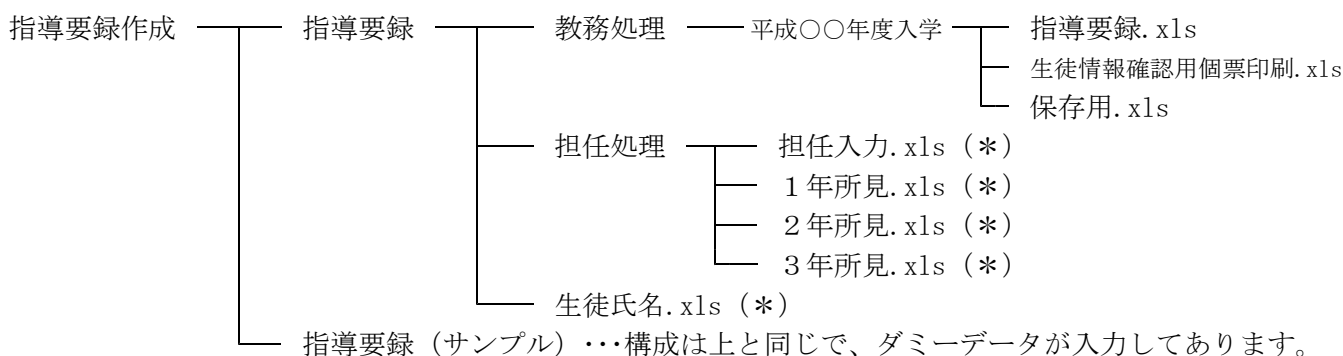 指導要録作成 指導要録 教務処理 平成○○年度入学 指導要録.xls
生徒情報確認用個票印刷.xls
保存用.xls
担任処理 担任入力.xls（＊）
１年所見.xls（＊）
２年所見.xls（＊）
３年所見.xls（＊）
生徒氏名.xls（＊）
指導要録（サンプル）…構成は上と同じで、ダミーデータが入力してあります。